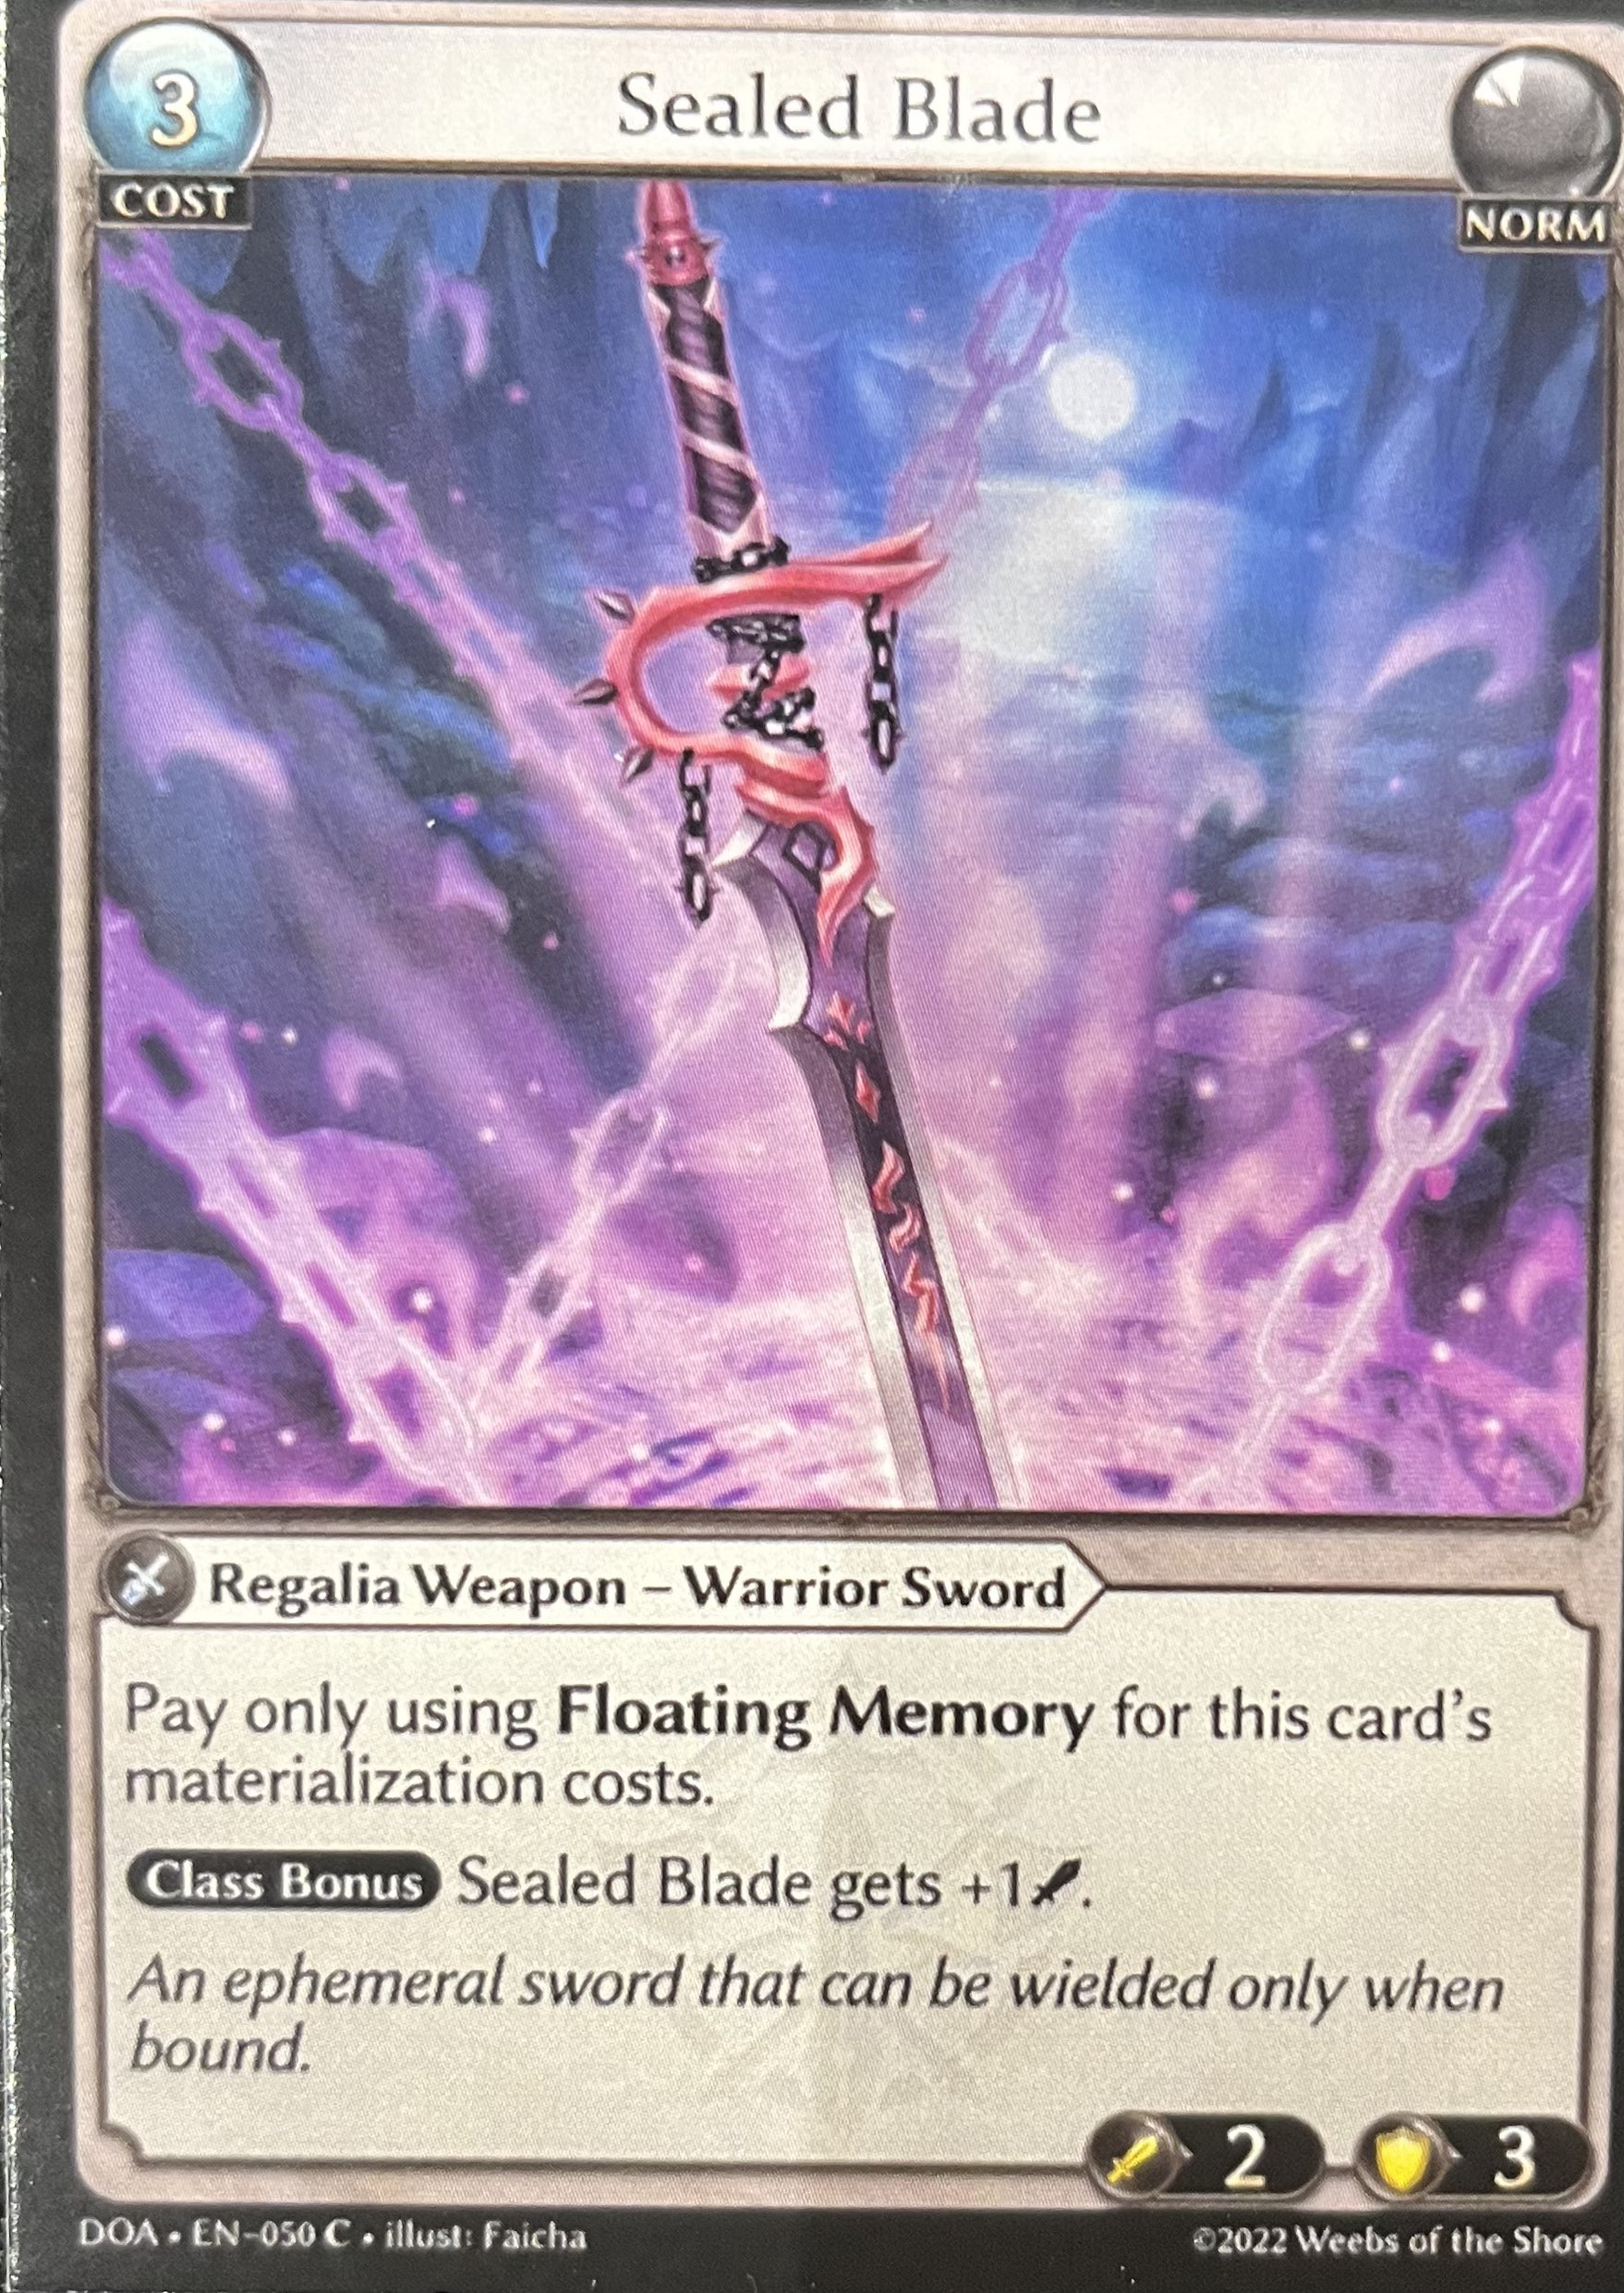 3
Sealed Blade
COST
NORM
Regalia Weapon – Warrior Sword
Pay only using Floating Memory for this card's
materialization costs.
Class Bonus Sealed Blade gets +1.
An ephemeral sword that can be wielded only when
bound.
2 3
DOA • EN-050 C • illust: Faicha
©2022 Weebs of the Shore